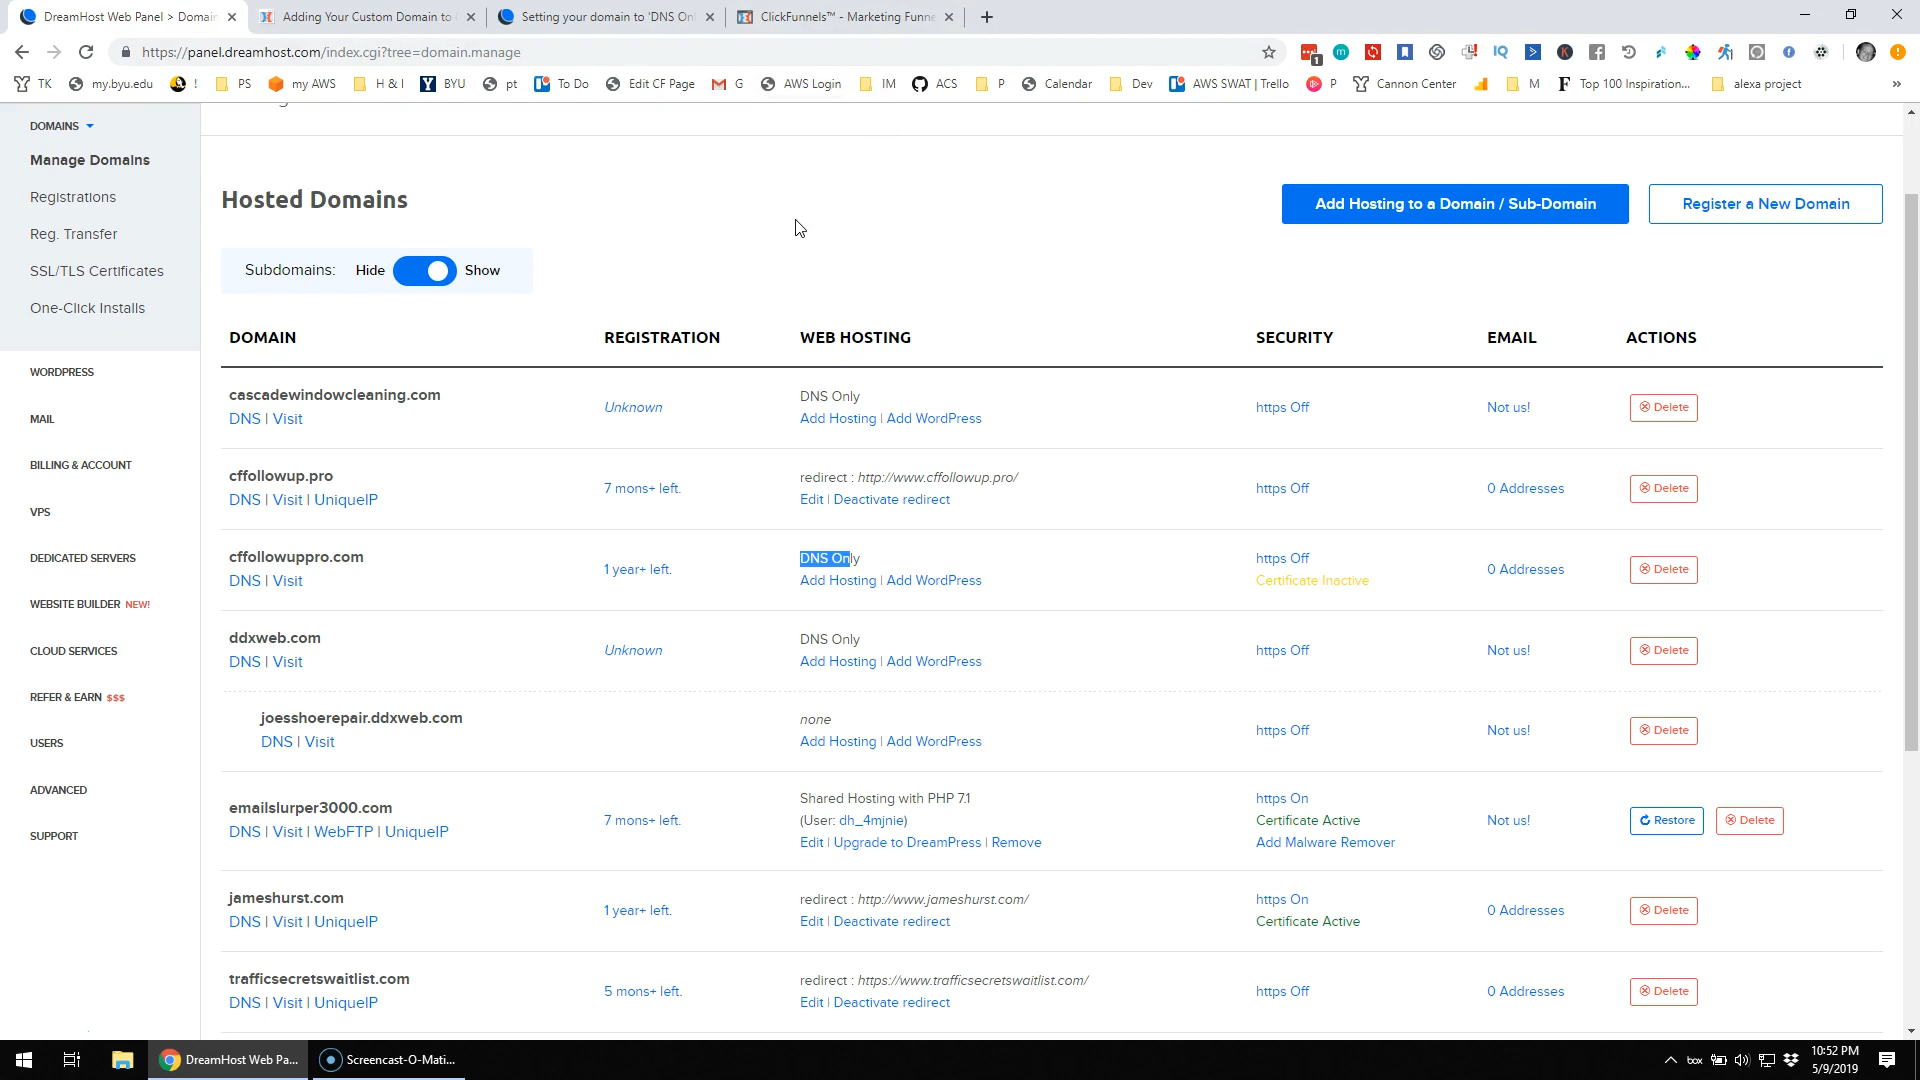 DreamHost Web Panel > Domain
Adding Your Custom Domain to
Setting your domain to 'DNS On
ClickFunnels™ - Marketing Funne
https://panel.dreamhost.com/index.cgi?tree=domain.manage
TK
my.byu.edu
!
PS
my AWS
H & I
BYU
pt
To Do
Edit CF Page
G
AWS Login
IM
ACS
P
Calendar
Dev
AWS SWAT | Trello
P
Cannon Center
M
Top 100 Inspiration...
alexa project
»
DOMAINS
Manage Domains
Registrations
Reg. Transfer
SSL/TLS Certificates
One-Click Installs
WORDPRESS
MAIL
BILLING & ACCOUNT
VPS
DEDICATED SERVERS
WEBSITE BUILDER NEW!
CLOUD SERVICES
REFER & EARN $$$
USERS
ADVANCED
SUPPORT
Hosted Domains
Add Hosting to a Domain / Sub-Domain
Register a New Domain
Subdomains: Hide Show
DOMAIN REGISTRATION WEB HOSTING SECURITY EMAIL ACTIONS
cascadewindowcleaning.com
DNS | Visit
Unknown
DNS Only
Add Hosting | Add WordPress
https Off
Not us!
Delete
cffollowup.pro
DNS | Visit | UniqueIP
7 mons+ left.
redirect : http://www.cffollowup.pro/
Edit | Deactivate redirect
https Off
0 Addresses
Delete
cffollowuppro.com
DNS | Visit
1 year+ left.
DNS Only
Add Hosting | Add WordPress
https Off
Certificate Inactive
0 Addresses
Delete
ddxweb.com
DNS | Visit
Unknown
DNS Only
Add Hosting | Add WordPress
https Off
Not us!
Delete
joesshoerepair.ddxweb.com
DNS | Visit
none
Add Hosting | Add WordPress
https Off
Not us!
Delete
emailslurper3000.com
DNS | Visit | WebFTP | UniqueIP
7 mons+ left.
Shared Hosting with PHP 7.1
(User: dh_4mjnie)
Edit | Upgrade to DreamPress | Remove
https On
Certificate Active
Add Malware Remover
Not us!
Restore
Delete
jameshurst.com
DNS | Visit | UniqueIP
1 year+ left.
redirect : http://www.jameshurst.com/
Edit | Deactivate redirect
https On
Certificate Active
0 Addresses
Delete
trafficsecretswaitlist.com
DNS | Visit | UniqueIP
5 mons+ left.
redirect : https://www.trafficsecretswaitlist.com/
Edit | Deactivate redirect
https Off
0 Addresses
Delete
DreamHost Web Pa...
Screencast-O-Mati...
box
10:52 PM
5/9/2019